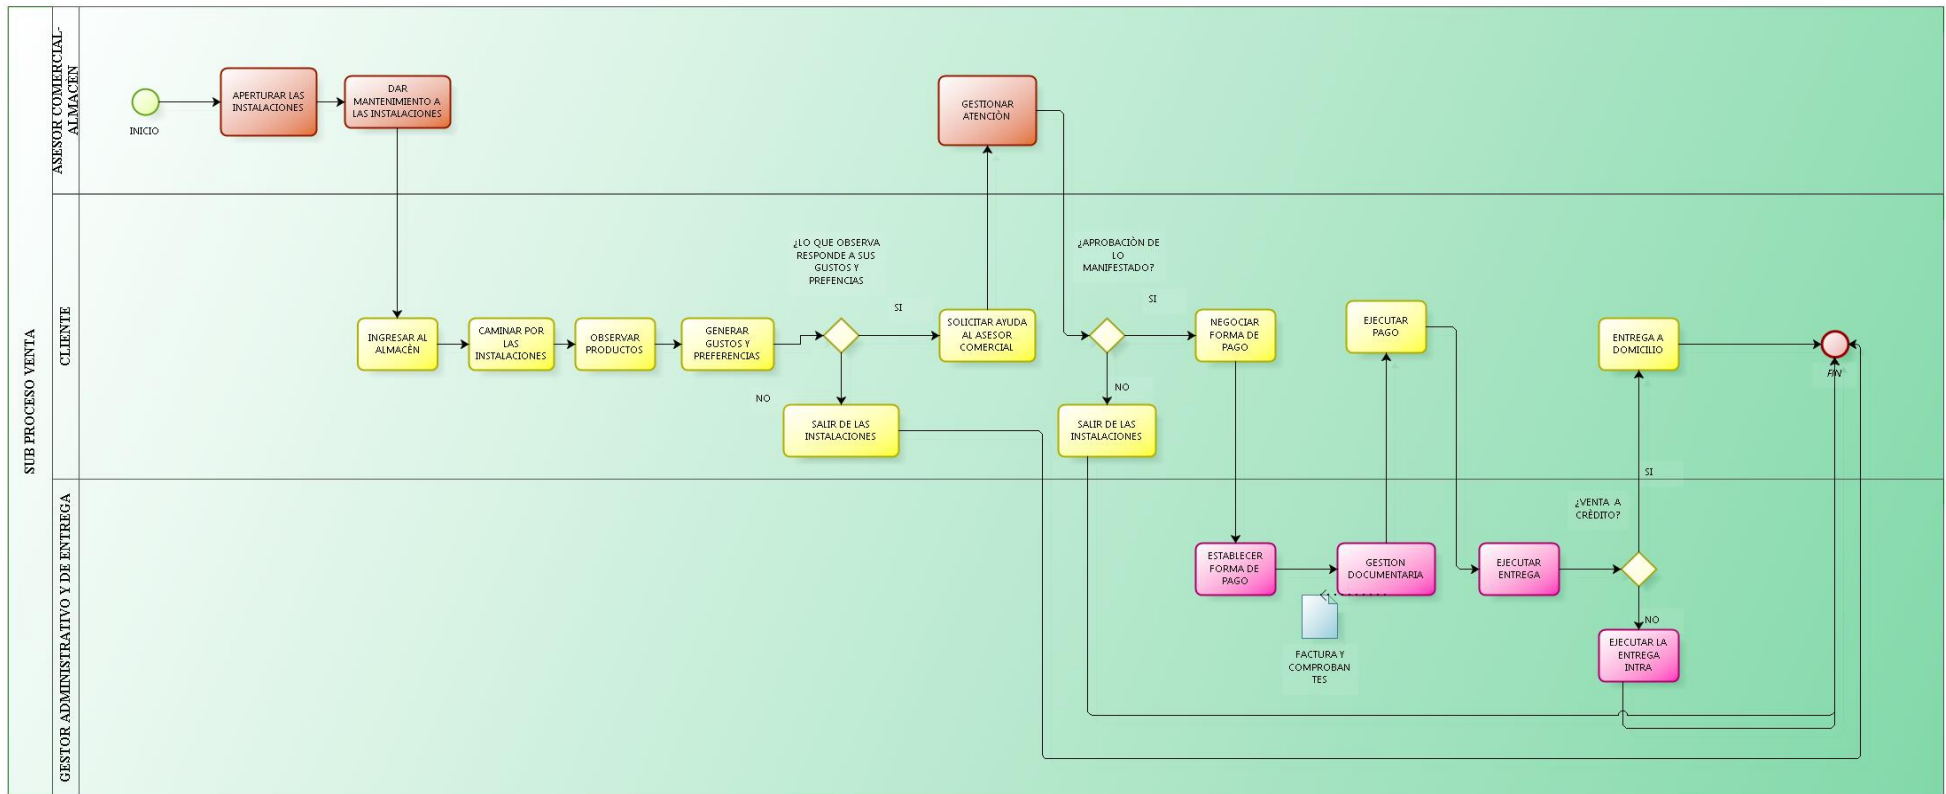 SUB PROCESO VENTA
ASESOR COMERCIAL-
ALMACÈN
INICIO
APERTURAR LAS
INSTALACIONES
DAR
MANTENIMIENTO A
LAS INSTALACIONES
GESTIONAR
ATENCIÒN
CLIENTE
INGRESAR AL
ALMACÈN
CAMINAR POR
LAS
INSTALACIONES
OBSERVAR
PRODUCTOS
GENERAR
GUSTOS Y
PREFERENCIAS
¿LO QUE OBSERVA
RESPONDE A SUS
GUSTOS Y
PREFENCIAS
SI
NO
SALIR DE LAS
INSTALACIONES
SOLICITAR AYUDA
AL ASESOR
COMERCIAL
¿APROBACIÒN DE
LO
MANIFESTADO?
SI
NO
SALIR DE LAS
INSTALACIONES
NEGOCIAR
FORMA DE
PAGO
EJECUTAR
PAGO
ENTREGA A
DOMICILIO
FIN
GESTOR ADMINISTRATIVO Y DE ENTREGA
ESTABLECER
FORMA DE
PAGO
GESTION
DOCUMENTARIA
FACTURA Y
COMPROBAN
TES
EJECUTAR
ENTREGA
¿VENTA A
CRÈDITO?
SI
NO
EJECUTAR LA
ENTREGA
INTRA